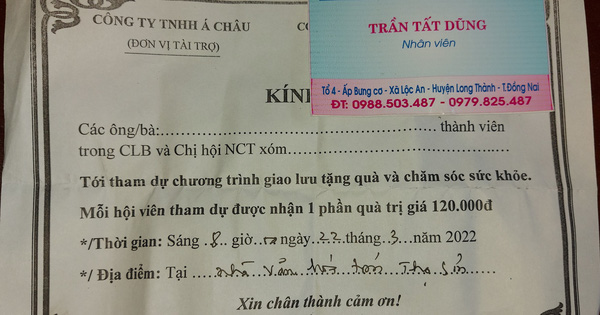 CÔNG TY TNHH Á CHÂU
(ĐƠN VỊ TÀI TRỢ)
TRẦN TẤT DŨNG
Nhân viên
Tổ 4 - Ấp Bưng cơ - Xã Lộc An - Huyện Long Thành - T.Đồng Nai
ĐT: 0988.503.487 - 0979.825.487
KÍN
Các ông/bà:................................................ thành viên
trong CLB và Chị hội NCT xóm................................
Tới tham dự chương trình giao lưu tặng quà và chăm sóc sức khỏe.
Mỗi hội viên tham dự được nhận 1 phần quà trị giá 120.000đ
*/Thời gian: Sáng .8.. giờ ...ngày..22..tháng..3...năm 2022
*/ Địa điểm: Tại ....nhà văn hoá
Xin chân thành cảm ơn!